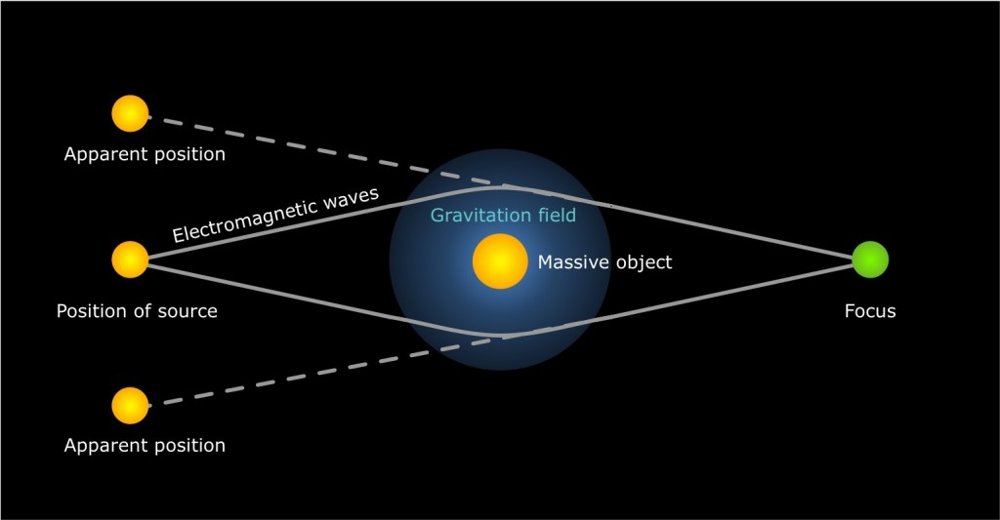 Apparent position
Electromagnetic waves
Gravitation field
Massive object
Position of source
Focus
Apparent position